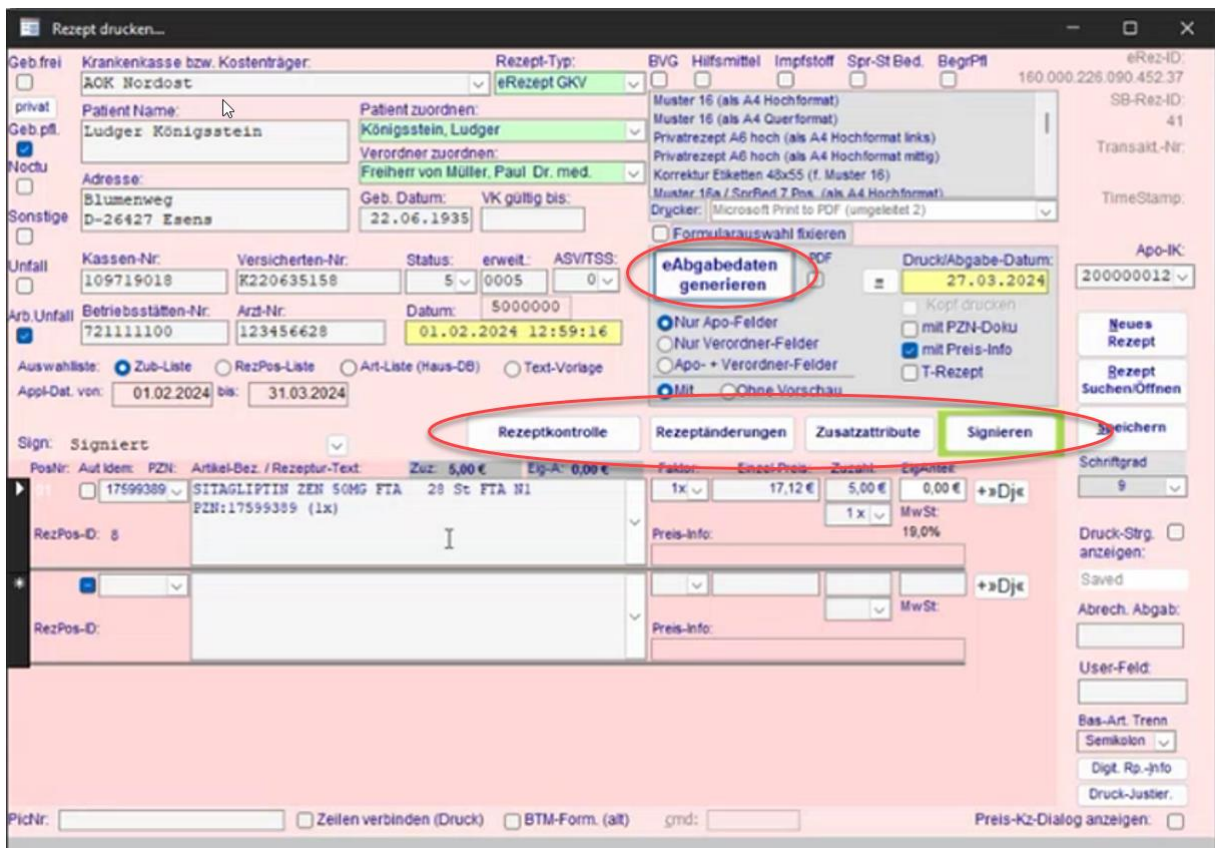 Rezept drucken...
Geb.frei Krankenkasse bzw. Kostenträger: Rezept-Typ: BVG Hilfsmittel Impfstoff Spr-St Bed. BegrPfl eRez-ID:
AOK Nordost eRezept GKV 160.000.226.090.452.37
privat Patient Name: Patient zuordnen: Muster 16 (als A4 Hochformat) SB-Rez-ID:
Geb.pfl. Ludger Königsstein Königsstein, Ludger Muster 16 (als A4 Querformat) 41
Verordner zuordnen: Privatrezept A6 hoch (als A4 Hochformat links) Transakt.-Nr:
Noctu Freiherr von Müller, Paul Dr. med. Privatrezept A6 hoch (als A4 Hochformat mittig)
Korrektur Etiketten 48x55 (f. Muster 16)
Adresse: Geb. Datum: VK gültig bis: Muster 16a / SprBed 7 Pos. (als A4 Hochformat) TimeStamp:
Blumenweg 22.06.1935 Drucker: Microsoft Print to PDF (umgeleitet 2)
Sonstige D-26427 Esens Formularauswahl fixieren
Unfall Kassen-Nr: Versicherten-Nr: Status: erweit.: ASV/TSS: eAbgabedaten generieren PDF = Druck/Abgabe-Datum: Apo-IK:
109719018 K220635158 5 0005 0 27.03.2024 200000012
Kopf drucken
Arb.Unfall Betriebsstätten-Nr: Arzt-Nr: Datum: 5000000 Nur Apo-Felder mit PZN-Doku Neues Rezept
721111100 123456628 01.02.2024 12:59:16 Nur Verordner-Felder mit Preis-Info
Auswahlliste: Zub-Liste RezPos-Liste Art-Liste (Haus-DB) Text-Vorlage Apo- + Verordner-Felder T-Rezept Rezept Suchen/Öffnen
Appl-Dat. von: 01.02.2024 bis: 31.03.2024 Mit Ohne Vorschau
Sign: Signiert Rezeptkontrolle Rezeptänderungen Zusatzattribute Signieren Speichern
PosNr: Aut Idem: PZN: Artikel-Bez. / Rezeptur-Text: Zuz: 5,00 € Eig-A: 0,00 € Faktor: Einzel-Preis: Zuzahl: EigAnteil: Schriftgrad
01 17599389 SITAGLIPTIN ZEN 50MG FTA 28 St FTA N1 1x 17,12 € 5,00 € 0,00 € +»Dj« 9
PZN:17599389 (1x) 1 x MwSt:
RezPos-ID: 8 Preis-Info: 19,0% Druck-Strg. anzeigen:
* +»Dj« Saved
MwSt: Abrech. Abgab:
RezPos-ID: Preis-Info:
User-Feld:
Bas-Art. Trenn
Semikolon
Digit. Rp.-Info
Druck-Justier.
PicNr: Zeilen verbinden (Druck) BTM-Form. (alt) gmd: Preis-Kz-Dialog anzeigen: